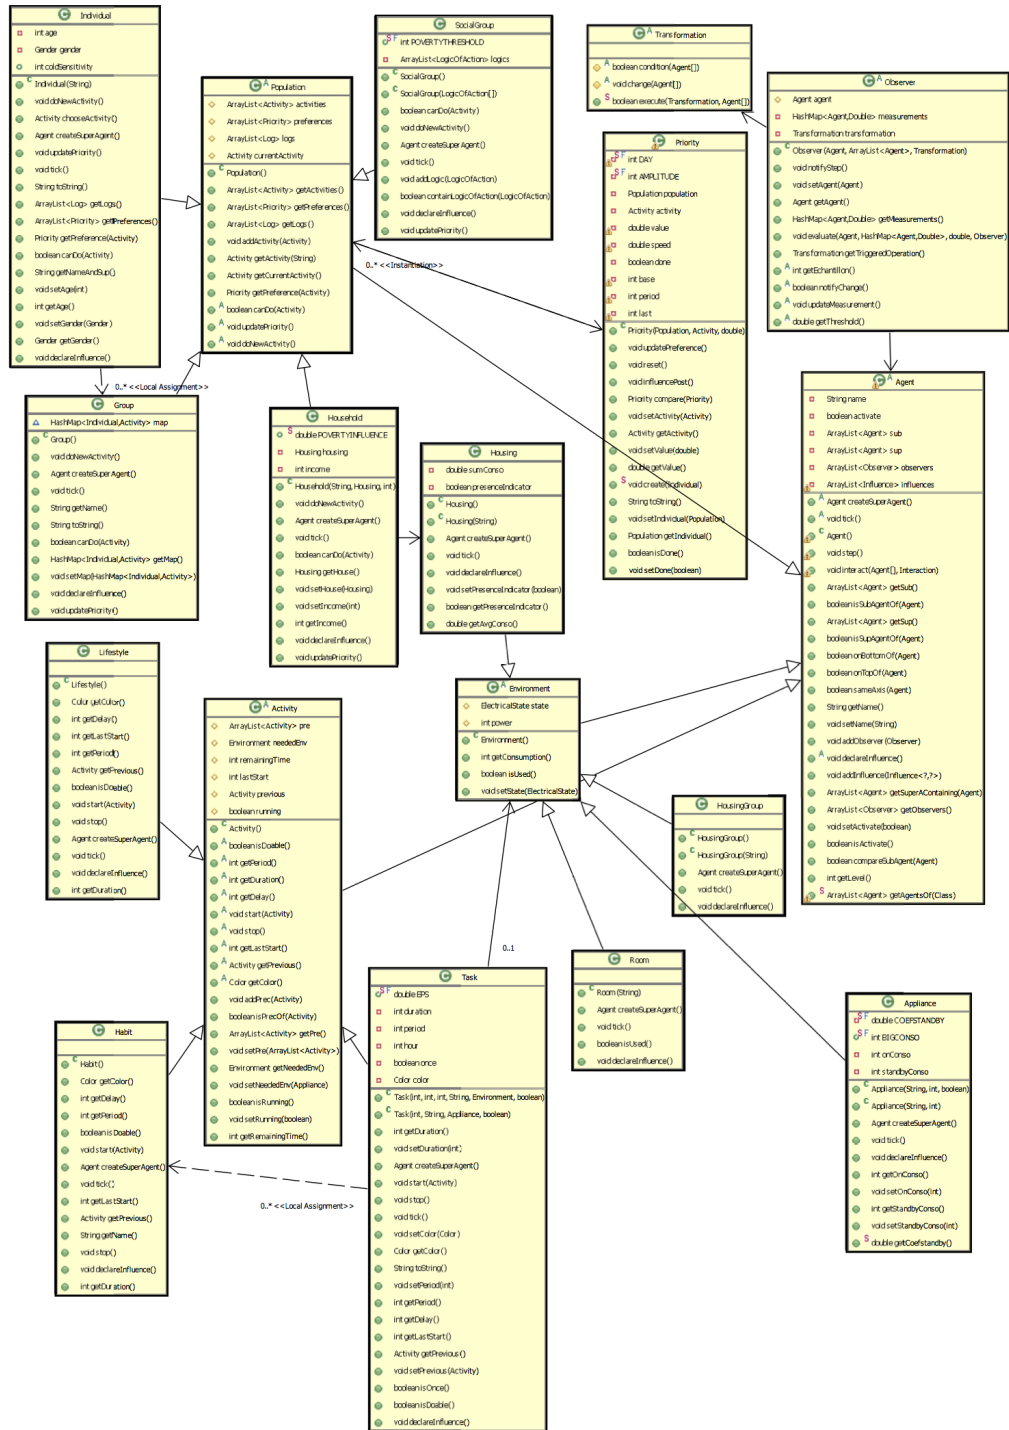 Individual
int age
Gender gender
int coldSensitivity
Individual(String)
void doNewActivity()
Activity chooseActivity()
Agent createSuperAgent()
void updatePriority()
void tick()
String toString()
ArrayList<Log> getLogs()
ArrayList<Priority> getPreferences()
Priority getPreference(Activity)
boolean canDo(Activity)
String getNameAndSup()
void setAge(int)
int getAge()
void setGender(Gender)
Gender getGender()
void declareInfluence()
Population
ArrayList<Activity> activities
ArrayList<Priority> preferences
ArrayList<Log> logs
Activity currentActivity
Population()
ArrayList<Activity> getActivities()
ArrayList<Priority> getPreferences()
ArrayList<Log> getLogs()
void addActivity(Activity)
Activity getActivity(String)
Activity getCurrentActivity()
Priority getPreference(Activity)
boolean canDo(Activity)
void updatePriority()
void doNewActivity()
SocialGroup
int POVERTYTHRESHOLD
ArrayList<LogicOfAction> logics
SocialGroup()
SocialGroup(LogicOfAction[])
boolean canDo(Activity)
void doNewActivity()
Agent createSuperAgent()
void tick()
void addLogic(LogicOfAction)
boolean containLogicOfAction(LogicOfAction)
void declareInfluence()
void updatePriority()
Transformation
boolean condition(Agent[])
void change(Agent[])
boolean execute(Transformation, Agent[])
Observer
Agent agent
HashMap<Agent,Double> measurements
Transformation transformation
Observer(Agent, ArrayList<Agent>, Transformation)
void notifyStep()
void setAgent(Agent)
Agent getAgent()
HashMap<Agent,Double> getMeasurements()
void evaluate(Agent, HashMap<Agent,Double>, double, Observer)
Transformation getTriggeredOperation()
int getEchantillon()
boolean notifyChange()
void updateMeasurement()
double getThreshold()
Priority
int DAY
int AMPLITUDE
Population population
Activity activity
double value
double speed
boolean done
int base
int period
int last
Priority(Population, Activity, double)
void updatePreference()
void reset()
void influencePost()
Priority compare(Priority)
void setActivity(Activity)
Activity getActivity()
void setValue(double)
double getValue()
void create(Individual)
String toString()
void setIndividual(Population)
Population getIndividual()
boolean isDone()
void setDone(boolean)
0..* <<Instantiation>>
0..* <<Local Assignment>>
Group
HashMap<Individual,Activity> map
Group()
void doNewActivity()
Agent createSuperAgent()
void tick()
String getName()
String toString()
boolean canDo(Activity)
HashMap<Individual,Activity> getMap()
void setMap(HashMap<Individual,Activity>)
void declareInfluence()
void updatePriority()
Household
double POVERTYINFLUENCE
Housing housing
int income
Household(String, Housing, int)
void doNewActivity()
Agent createSuperAgent()
void tick()
boolean canDo(Activity)
Housing getHouse()
void setHouse(Housing)
void setIncome(int)
int getIncome()
void declareInfluence()
void updatePriority()
Housing
double sumConso
boolean presenceIndicator
Housing()
Housing(String)
Agent createSuperAgent()
void tick()
void declareInfluence()
void setPresenceIndicator(boolean)
boolean getPresenceIndicator()
double getAvgConso()
Agent
String name
boolean activate
ArrayList<Agent> sub
ArrayList<Agent> sup
ArrayList<Observer> observers
ArrayList<Influence> influences
Agent createSuperAgent()
void tick()
Agent()
void step()
void interact(Agent[], Interaction)
ArrayList<Agent> getSub()
boolean isSubAgentOf(Agent)
ArrayList<Agent> getSup()
boolean isSupAgentOf(Agent)
boolean onBottomOf(Agent)
boolean onTopOf(Agent)
boolean sameAxis(Agent)
String getName()
void setName(String)
void addObserver(Observer)
void declareInfluence()
void addInfluence(Influence<?,?>)
ArrayList<Agent> getSuperAContaining(Agent)
ArrayList<Observer> getObservers()
void setActivate(boolean)
boolean isActivate()
boolean compareSubAgent(Agent)
int getLevel()
ArrayList<Agent> getAgentsOf(Class)
Lifestyle
Lifestyle()
Color getColor()
int getDelay()
int getLastStart()
int getPeriod()
Activity getPrevious()
boolean isDoable()
void start(Activity)
void stop()
Agent createSuperAgent()
void tick()
void declareInfluence()
int getDuration()
Activity
ArrayList<Activity> pre
Environment neededEnv
int remainingTime
int lastStart
Activity previous
boolean running
Activity()
boolean isDoable()
int getPeriod()
int getDuration()
int getDelay()
void start(Activity)
void stop()
int getLastStart()
Activity getPrevious()
Color getColor()
void addPrec(Activity)
boolean isPrecOf(Activity)
ArrayList<Activity> getPre()
void setPre(ArrayList<Activity>)
Environment getNeededEnv()
void setNeededEnv(Appliance)
boolean isRunning()
void setRunning(boolean)
int getRemainingTime()
Environment
ElectricalState state
int power
Environment()
int getConsumption()
boolean isUsed()
void setState(ElectricalState)
HousingGroup
HousingGroup()
HousingGroup(String)
Agent createSuperAgent()
void tick()
void declareInfluence()
0..1
Room
Room(String)
Agent createSuperAgent()
void tick()
boolean isUsed()
void declareInfluence()
Task
double EPS
int duration
int period
int hour
boolean once
Color color
Task(int, int, int, String, Environment, boolean)
Task(int, String, Appliance, boolean)
int getDuration()
void setDuration(int)
Agent createSuperAgent()
void start(Activity)
void stop()
void tick()
void setColor(Color)
Color getColor()
String toString()
void setPeriod(int)
int getPeriod()
int getDelay()
int getLastStart()
Activity getPrevious()
void setPrevious(Activity)
boolean isOnce()
boolean isDoable()
void declareInfluence()
Appliance
double COEFSTANDBY
int BIGCONSO
int onConso
int standbyConso
Appliance(String, int, boolean)
Appliance(String, int)
Agent createSuperAgent()
void tick()
void declareInfluence()
int getOnConso()
void setOnConso(int)
int getStandbyConso()
void setStandbyConso(int)
double getCoefstandby()
Habit
Habit()
Color getColor()
int getDelay()
int getPeriod()
boolean isDoable()
void start(Activity)
Agent createSuperAgent()
void tick()
int getLastStart()
Activity getPrevious()
String getName()
void stop()
void declareInfluence()
int getDuration()
0..* <<Local Assignment>>